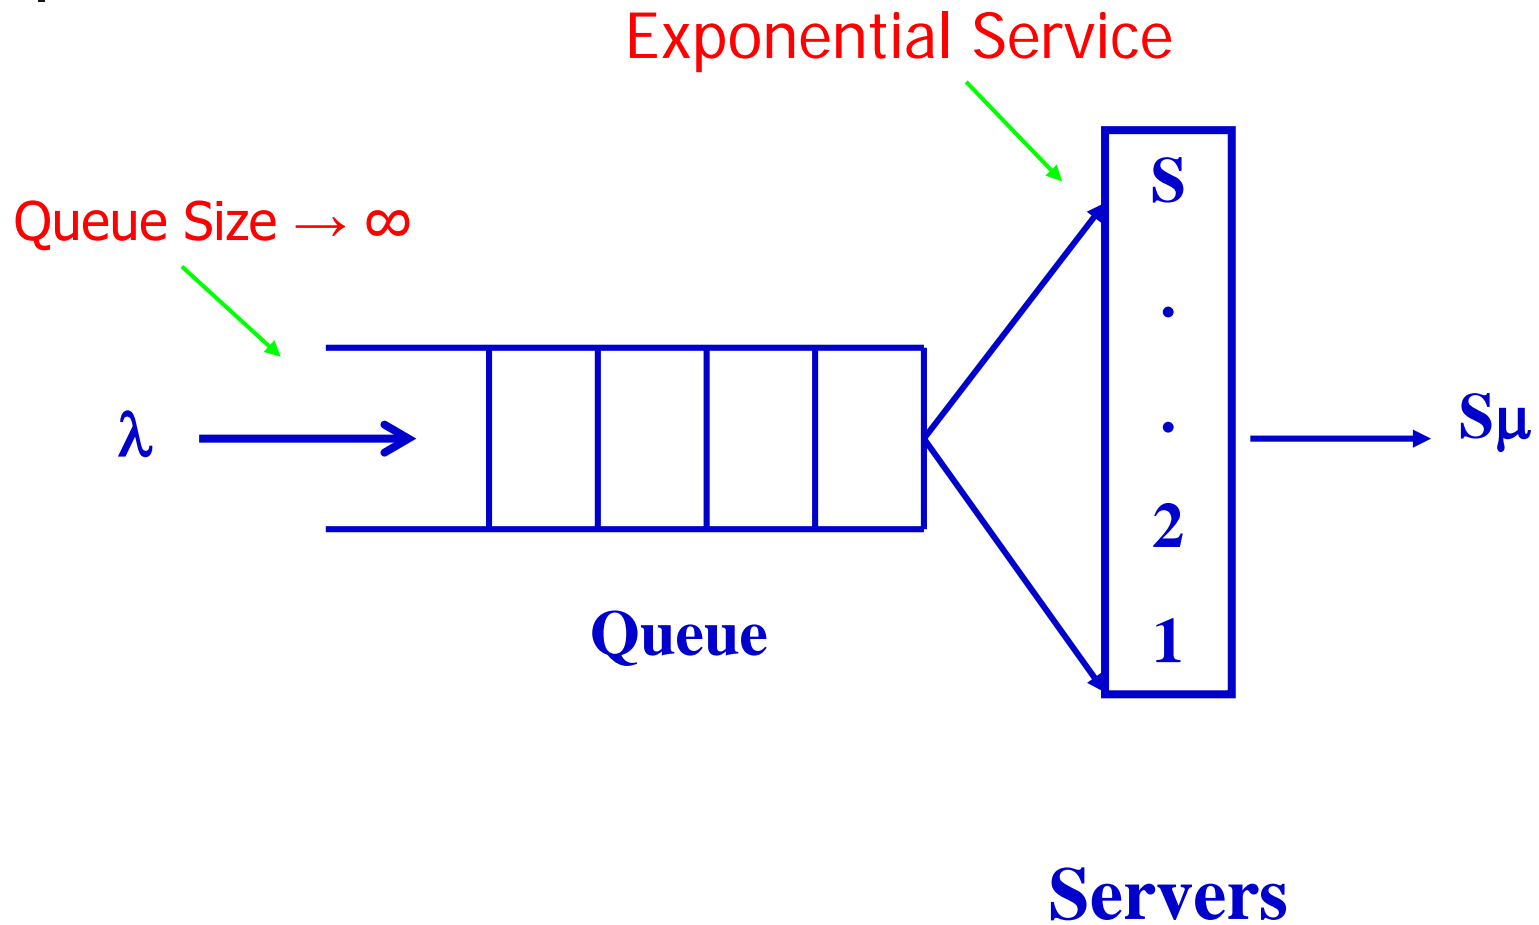 Exponential Service
Queue Size → ∞
S
.
.
2
1
λ
Sμ
Queue
Servers